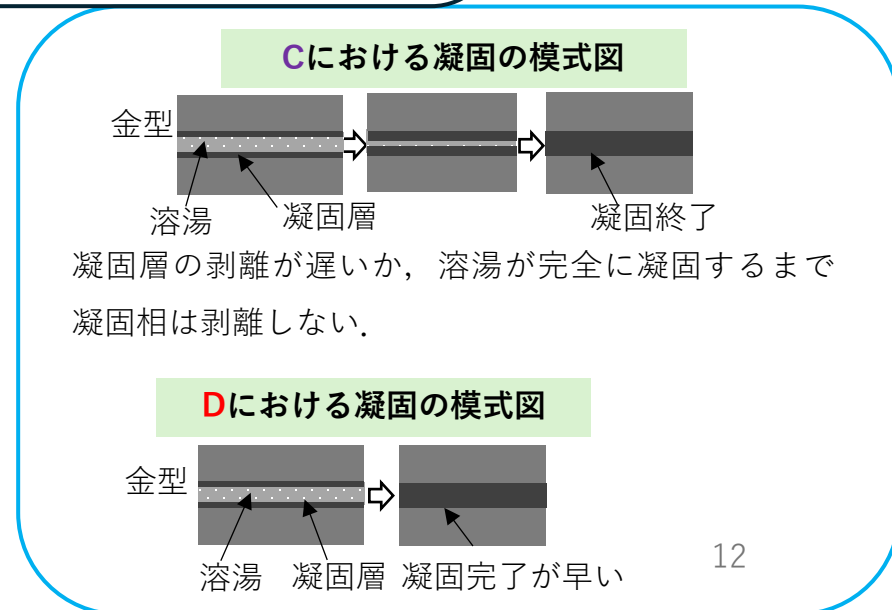 Cにおける凝固の模式図
金型
溶湯
凝固層
凝固終了
凝固層の剥離が遅いか，溶湯が完全に凝固するまで
凝固相は剥離しない．
Dにおける凝固の模式図
金型
溶湯
凝固層
凝固完了が早い
12